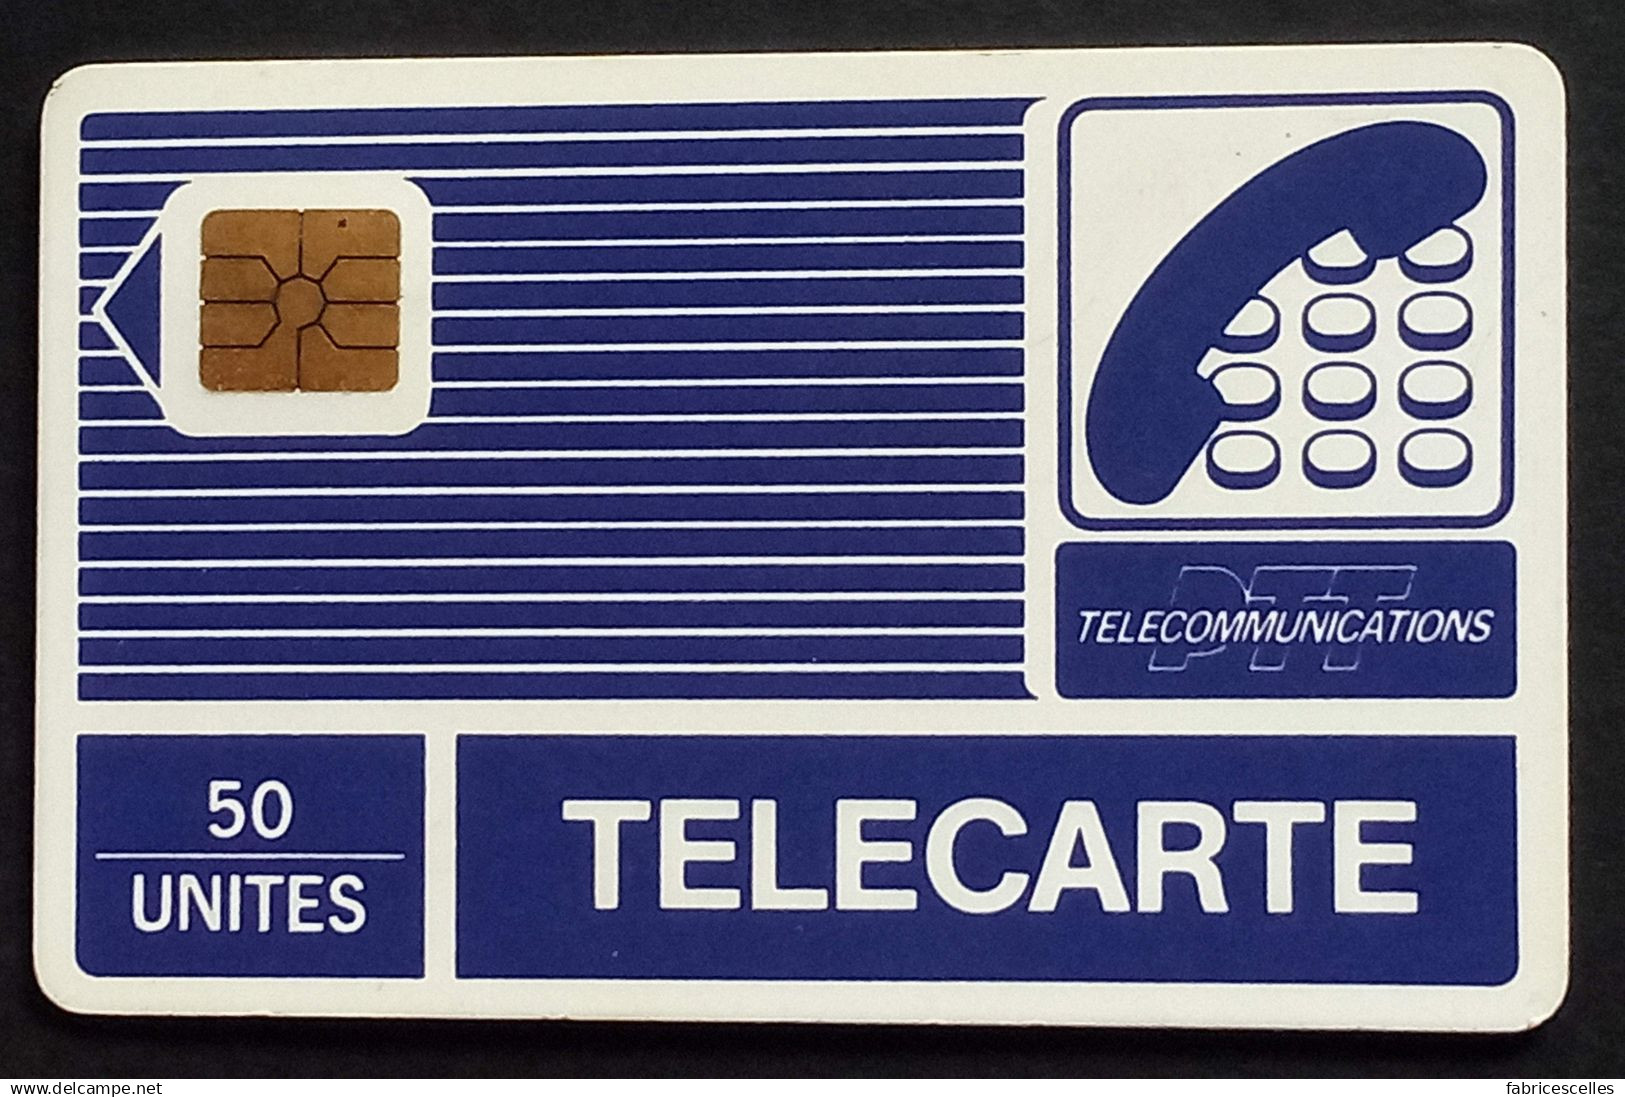 PTT
TELECOMMUNICATIONS
50
UNITES
TELECARTE
www.delcampe.net
fabricescelles